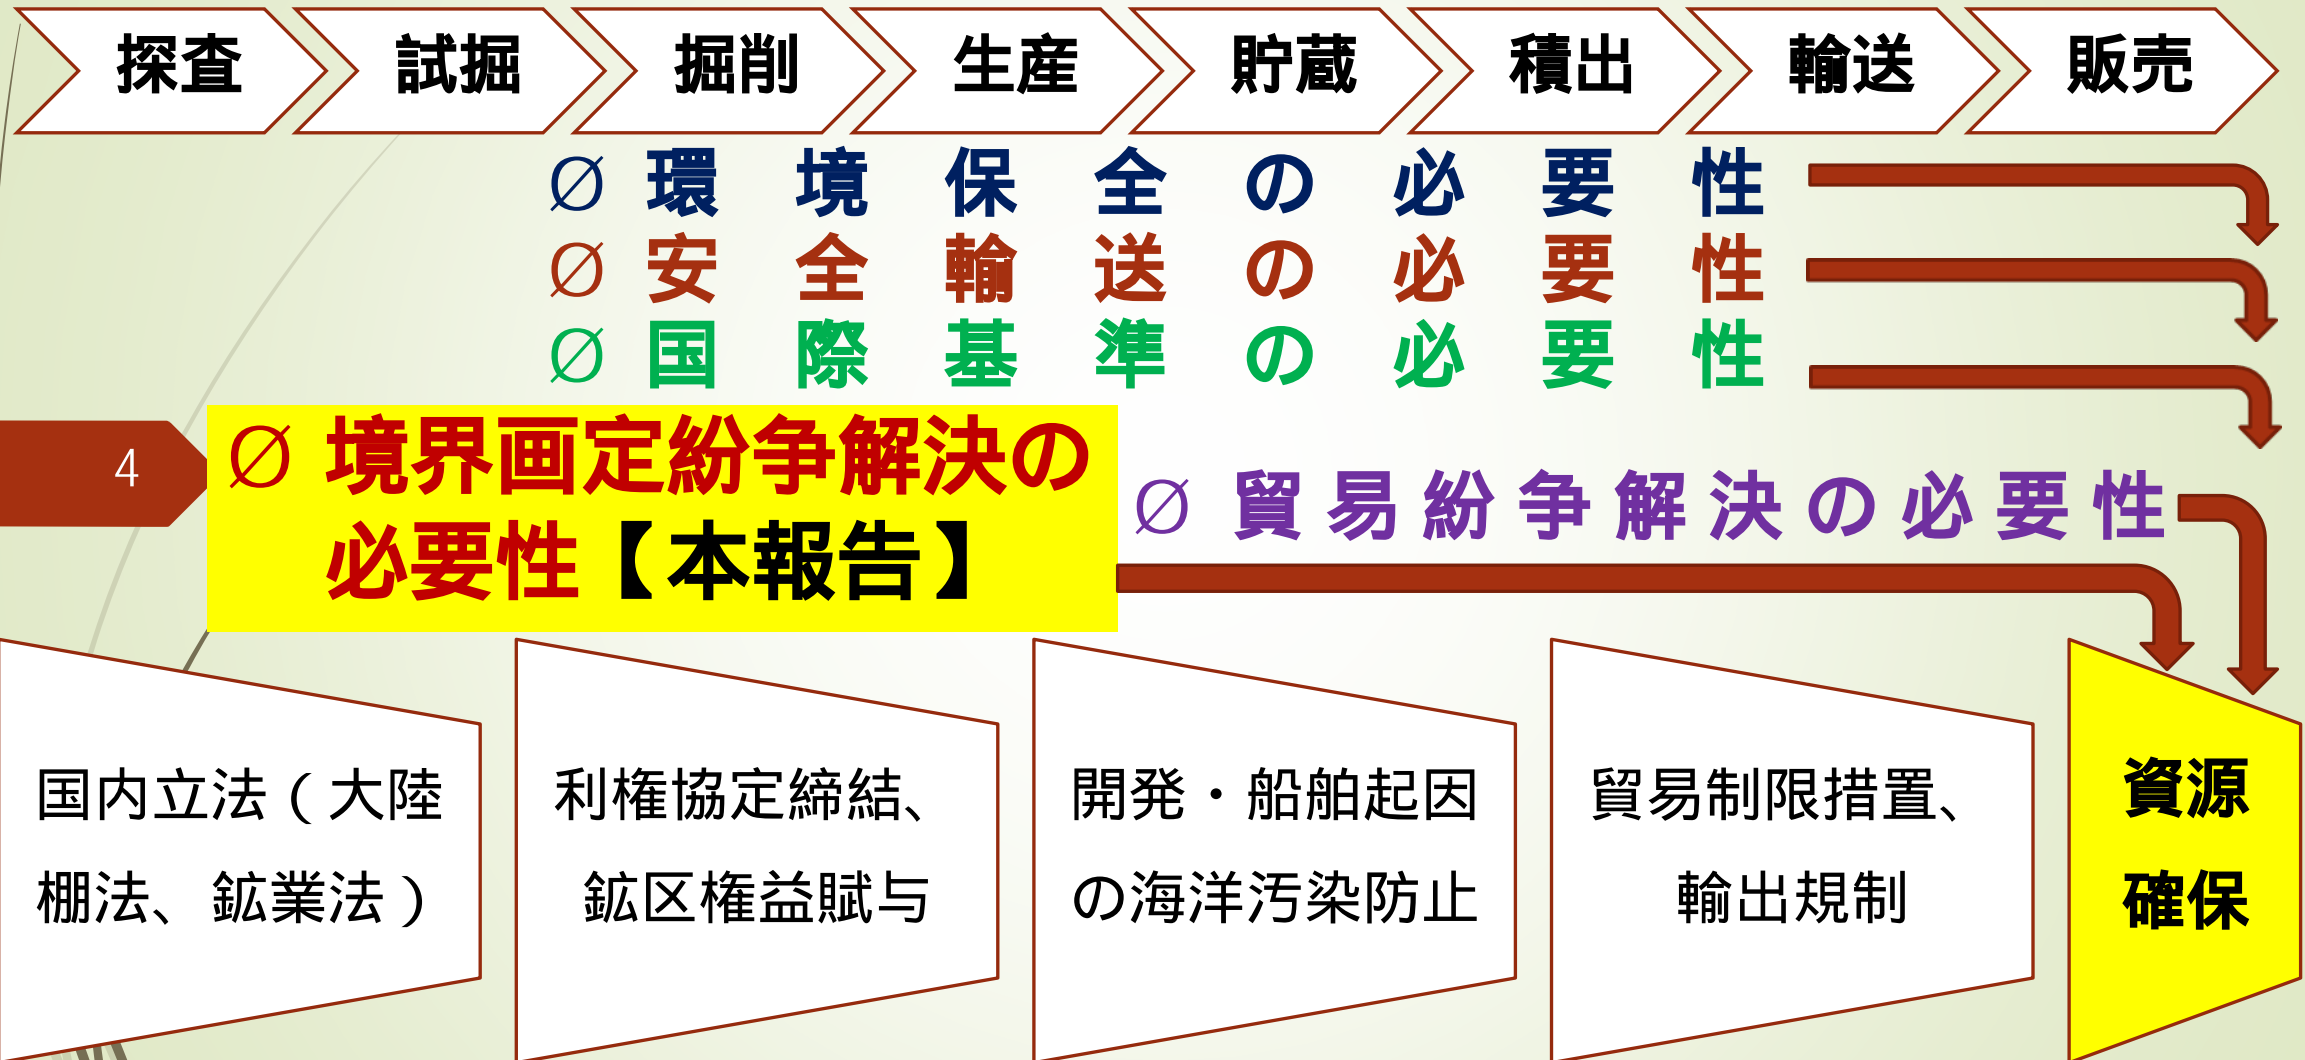 探査
試掘
掘削
生産
貯蔵
積出
輸送
販売
Ø 環境保全の必要性
Ø 安全輸送の必要性
Ø 国際基準の必要性
4
Ø 境界画定紛争解決の
必要性【本報告】
Ø 貿易紛争解決の必要性
国内立法(大陸
棚法、鉱業法)
利権協定締結、
鉱区権益賦与
開発・船舶起因
の海洋汚染防止
貿易制限措置、
輸出規制
資源
確保